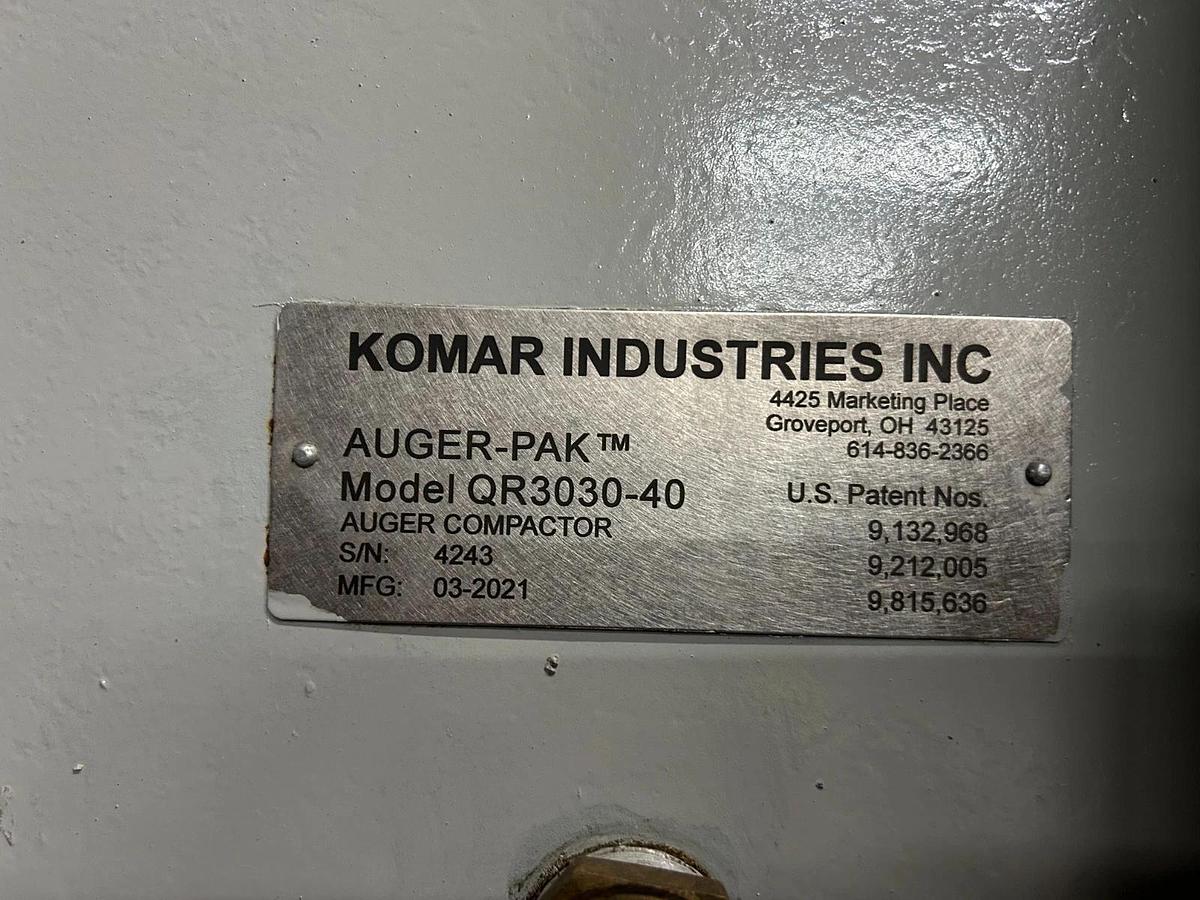 KOMAR INDUSTRIES INC
4425 Marketing Place
Groveport, OH 43125
614-836-2366
AUGER-PAK™
Model QR3030-40
AUGER COMPACTOR
S/N: 4243
MFG: 03-2021
U.S. Patent Nos.
9,132,968
9,212,005
9,815,636